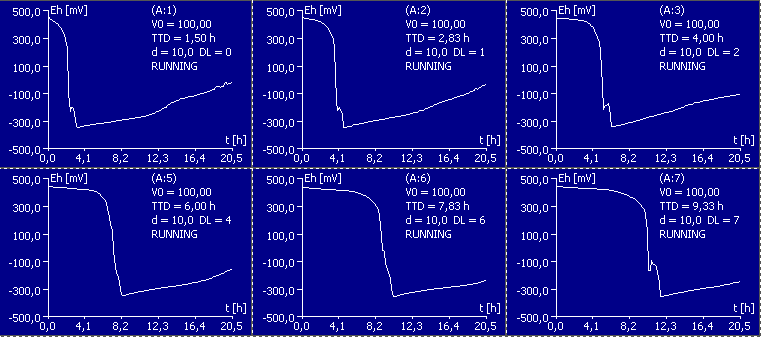 500,0 Eh [mV] (A:1)
V0 = 100,00
300,0 TTD = 1,50 h
d = 10,0 DL = 0
100,0 RUNNING
-100,0
-300,0
t [h]
-500,0
0,0 4,1 8,2 12,3 16,4 20,5
500,0 Eh [mV] (A:2)
V0 = 100,00
300,0 TTD = 2,83 h
d = 10,0 DL = 1
100,0 RUNNING
-100,0
-300,0
t [h]
-500,0
0,0 4,1 8,2 12,3 16,4 20,5
500,0 Eh [mV] (A:3)
V0 = 100,00
300,0 TTD = 4,00 h
d = 10,0 DL = 2
100,0 RUNNING
-100,0
-300,0
t [h]
-500,0
0,0 4,1 8,2 12,3 16,4 20,5
500,0 Eh [mV] (A:5)
V0 = 100,00
300,0 TTD = 6,00 h
d = 10,0 DL = 4
100,0 RUNNING
-100,0
-300,0
t [h]
-500,0
0,0 4,1 8,2 12,3 16,4 20,5
500,0 Eh [mV] (A:6)
V0 = 100,00
300,0 TTD = 7,83 h
d = 10,0 DL = 6
100,0 RUNNING
-100,0
-300,0
t [h]
-500,0
0,0 4,1 8,2 12,3 16,4 20,5
500,0 Eh [mV] (A:7)
V0 = 100,00
300,0 TTD = 9,33 h
d = 10,0 DL = 7
100,0 RUNNING
-100,0
-300,0
t [h]
-500,0
0,0 4,1 8,2 12,3 16,4 20,5